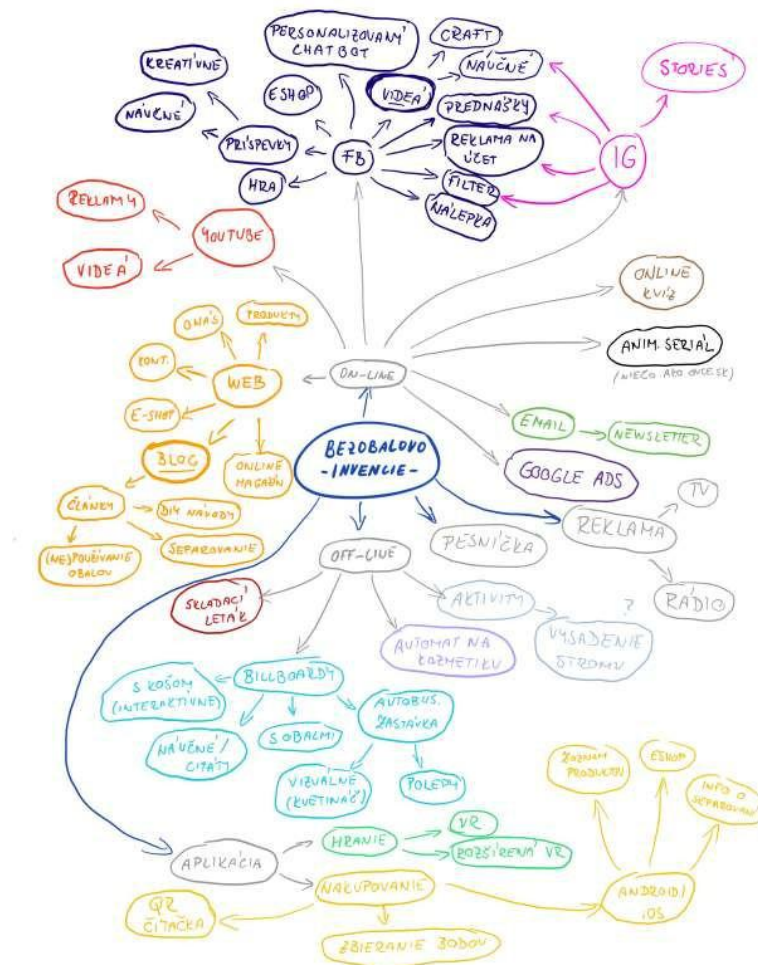 PERSONALIZOVANÝ
CHATBOT
CRAFT
NÁUČNÉ
STORIES
KREATÍVNE
ESHOP
VIDEÁ
NÁUČNÉ
PRÍSPEVKY
FB
PREDNÁŠKY
REKLAMA NA
ÚČET
IG
HRA
FILTER
NÁLEPKA
REKLAMY
YOUTUBE
VIDEÁ
ONLINE
KVÍZ
O NÁS
PRODUKTY
ANIM. SERIÁL
(NIEČO AKO OVCE.SK)
KONT.
WEB
ON-LINE
E-SHOP
EMAIL
NEWSLETTER
BLOG
ONLINE
MAGAZÍN
BEZOBALOVO
-INVENCIE-
GOOGLE ADS
TV
ČLÁNKY
DIY NÁVODY
REKLAMA
PESNIČKA
(NE)POUŽÍVANIE
OBALOV
SEPAROVANIE
OFF-LINE
RÁDIO
SKLADACÍ
LETÁK
AKTIVITY
?
VYSADENIE
STROMU
AUTOMAT NA
KOZMETIKU
S KOŠOM
(INTERAKTÍVNE)
BILLBOARDY
AUTOBUS.
ZASTÁVKA
NÁUČNÉ/
CITÁTY
S OBALMI
VIZUÁLNE
(KVETINÁČ)
POLEPY
ZOZNAM
PRODUKTOV
ESHOP
INFO O
SEPAROVANÍ
APLIKÁCIA
HRANIE
VR
ROZŠÍRENÁ VR
NAKUPOVANIE
ANDROID/
iOS
QR
ČÍTAČKA
ZBIERANIE BODOV